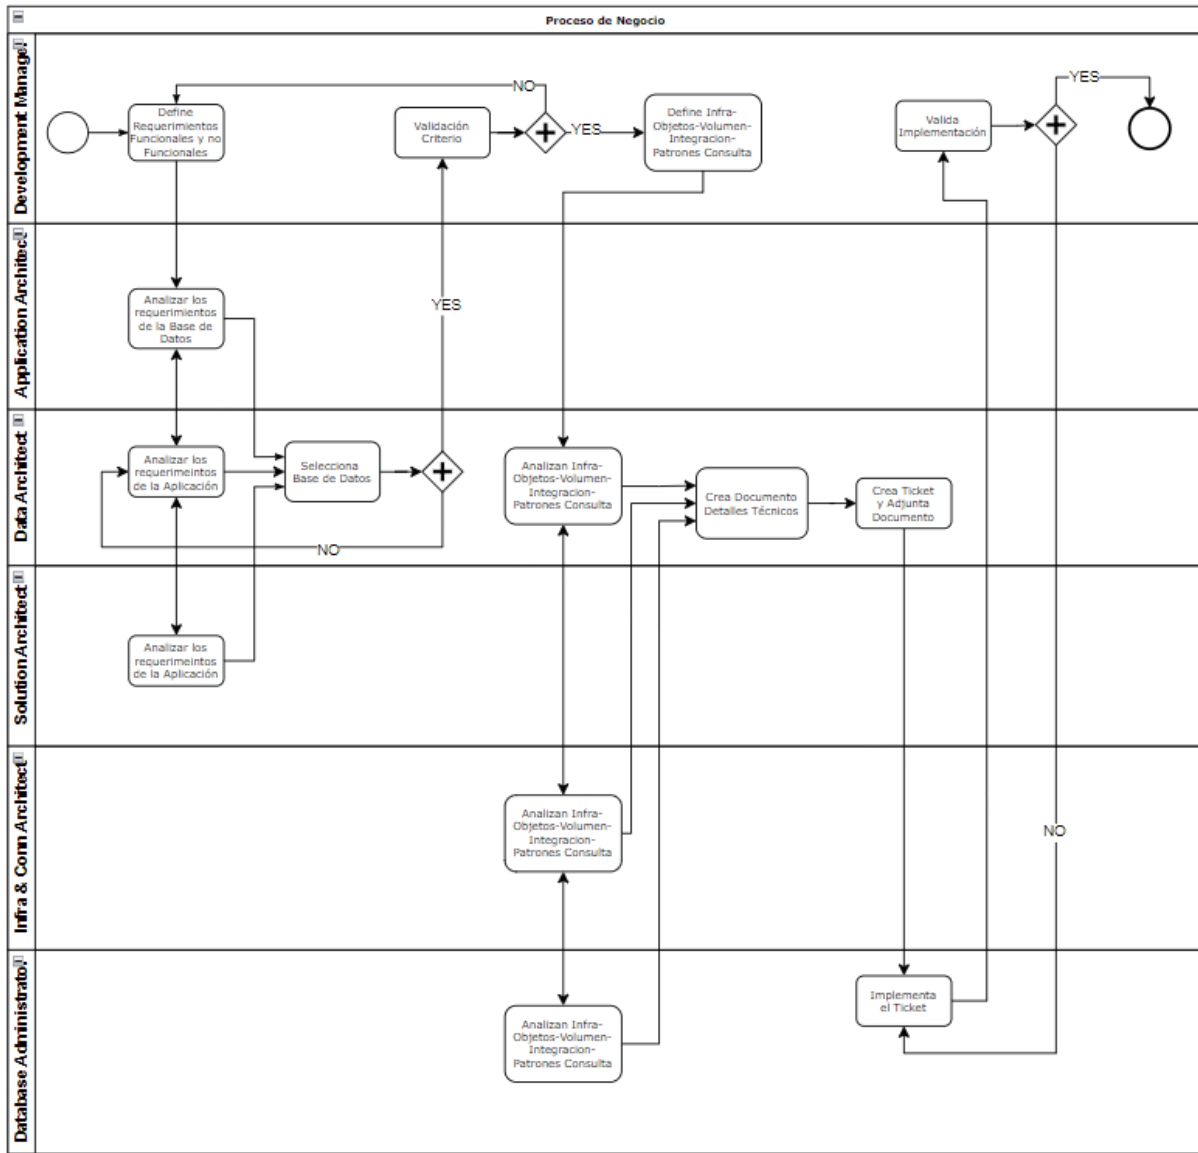 Proceso de Negocio
Development Manage
Define
Requerimientos
Funcionales y no
Funcionales
Validación
Criterio
NO
YES
Define Infra-
Objetos-Volumen-
Integracion-
Patrones Consulta
Valida
Implementación
YES
Application Architect
Analizar los
requerimientos
de la Base de
Datos
YES
Data Architect
Analizar los
requerimeintos
de la Aplicación
Selecciona
Base de Datos
NO
Analizan Infra-
Objetos-Volumen-
Integracion-
Patrones Consulta
Crea Documento
Detalles Técnicos
Crea Ticket
y Adjunta
Documento
Solution Architect
Analizar los
requerimeintos
de la Aplicación
Infra & Conn Architect
Analizan Infra-
Objetos-Volumen-
Integracion-
Patrones Consulta
NO
Database Administrato
Analizan Infra-
Objetos-Volumen-
Integracion-
Patrones Consulta
Implementa
el Ticket